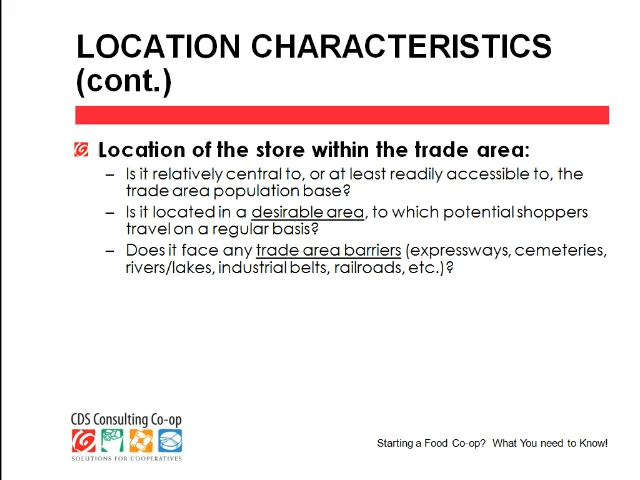 LOCATION CHARACTERISTICS
(cont.)
Location of the store within the trade area:
– Is it relatively central to, or at least readily accessible to, the
trade area population base?
– Is it located in a desirable area, to which potential shoppers
travel on a regular basis?
– Does it face any trade area barriers (expressways, cemeteries,
rivers/lakes, industrial belts, railroads, etc.)?
CDS Consulting Co-op
SOLUTIONS FOR COOPERATIVES
Starting a Food Co-op? What You need to Know!